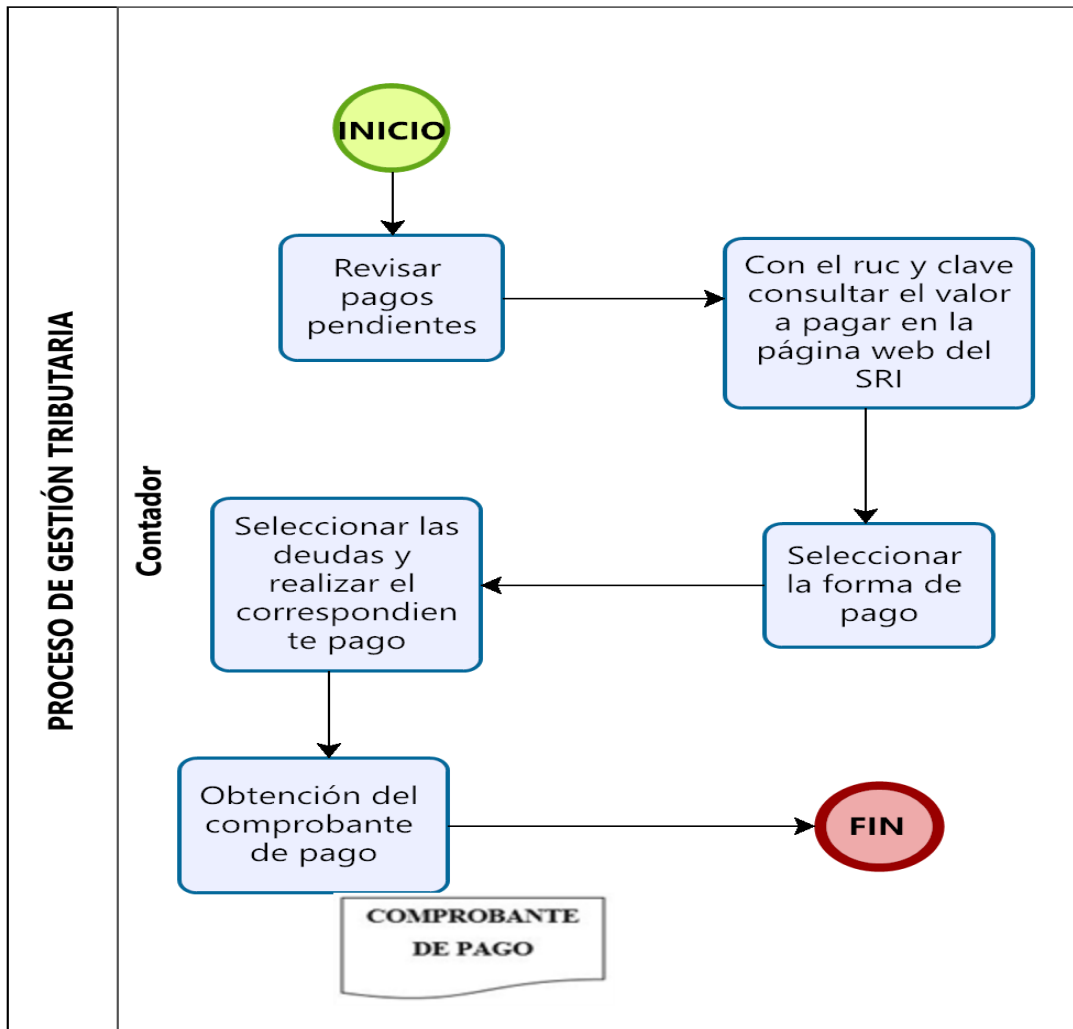 PROCESO DE GESTIÓN TRIBUTARIA
Contador
INICIO
Revisar
pagos
pendientes
Con el ruc y clave
consultar el valor
a pagar en la
página web del
SRI
Seleccionar
la forma de
pago
Seleccionar las
deudas y
realizar el
correspondien
te pago
Obtención del
comprobante
de pago
FIN
COMPROBANTE
DE PAGO